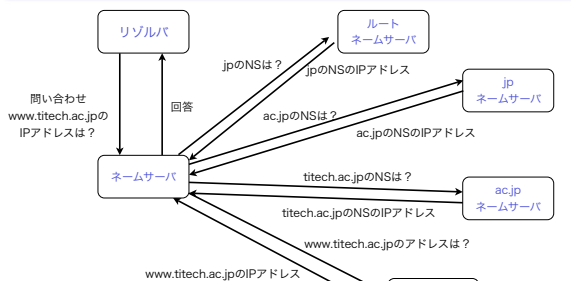 リゾルバ
ルート
ネームサーバ
jpのNSは？
jpのNSのIPアドレス
jp
ネームサーバ
問い合わせ
www.titech.ac.jpの
IPアドレスは？
回答
ac.jpのNSは？
ac.jpのNSのIPアドレス
ネームサーバ
titech.ac.jpのNSは？
ac.jp
ネームサーバ
titech.ac.jpのNSのIPアドレス
www.titech.ac.jpのアドレスは？
www.titech.ac.jpのIPアドレス